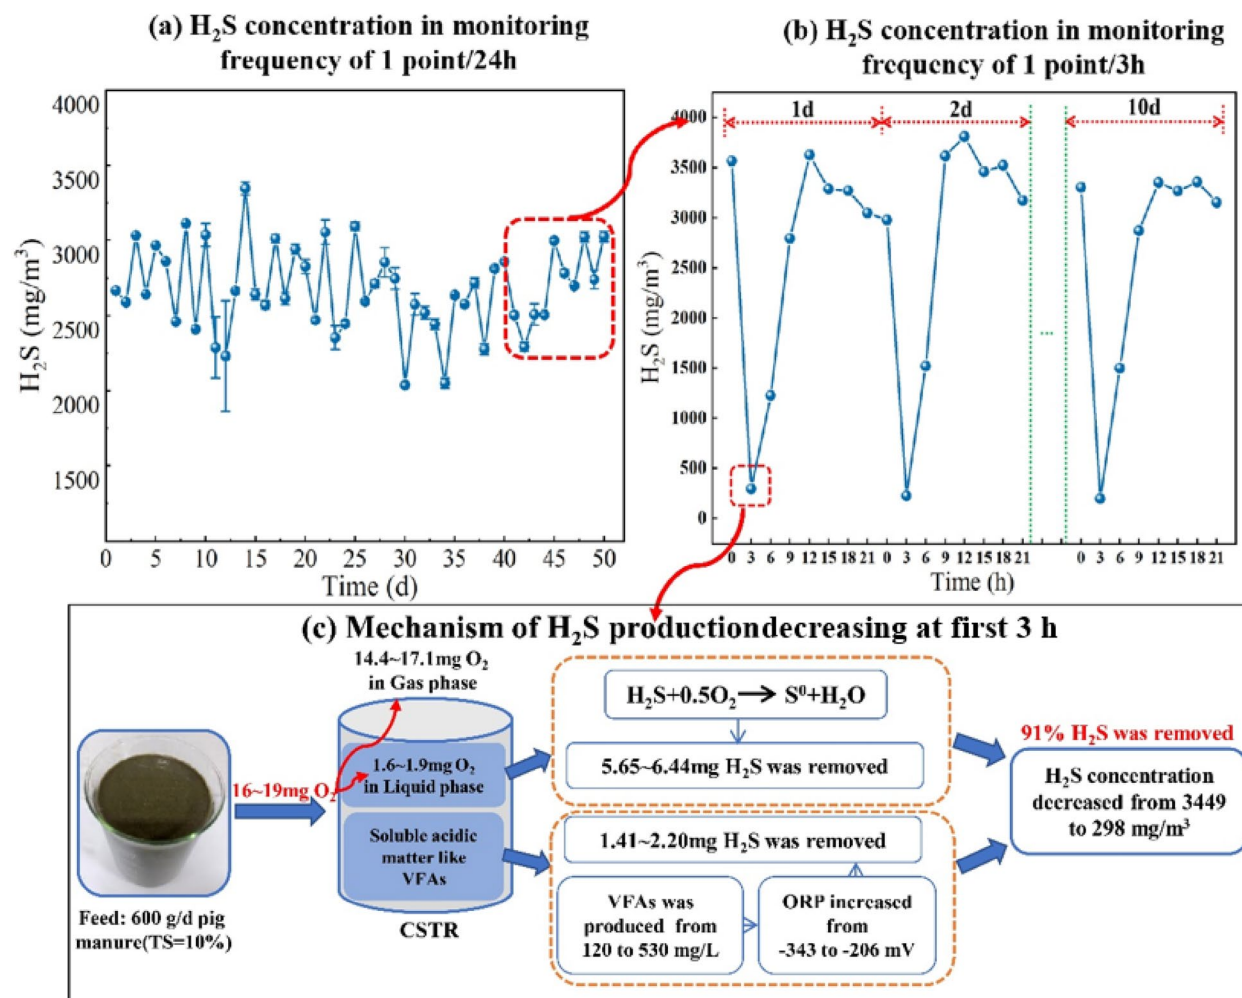 (a) H₂S concentration in monitoring
frequency of 1 point/24h
4000
3500
3000
2500
2000
1500
H₂S (mg/m³)
0 5 10 15 20 25 30 35 40 45 50
Time (d)
(b) H₂S concentration in monitoring
frequency of 1 point/3h
1d 2d 10d
4000
3500
3000
2500
2000
1500
1000
500
0
H₂S (mg/m³)
...
0 3 6 9 12 15 18 21 0 3 6 9 12 15 18 21 0 3 6 9 12 15 18 21
Time (h)
(c) Mechanism of H₂S productiondecreasing at first 3 h
Feed: 600 g/d pig
manure(TS=10%)
16~19mg O₂
14.4~17.1mg O₂
in Gas phase
1.6~1.9mg O₂
in Liquid phase
Soluble acidic
matter like
VFAs
CSTR
H₂S+0.5O₂→ S⁰+H₂O
5.65~6.44mg H₂S was removed
1.41~2.20mg H₂S was removed
VFAs was
produced from
120 to 530 mg/L
ORP increased
from
-343 to -206 mV
91% H₂S was removed
H₂S concentration
decreased from 3449
to 298 mg/m³